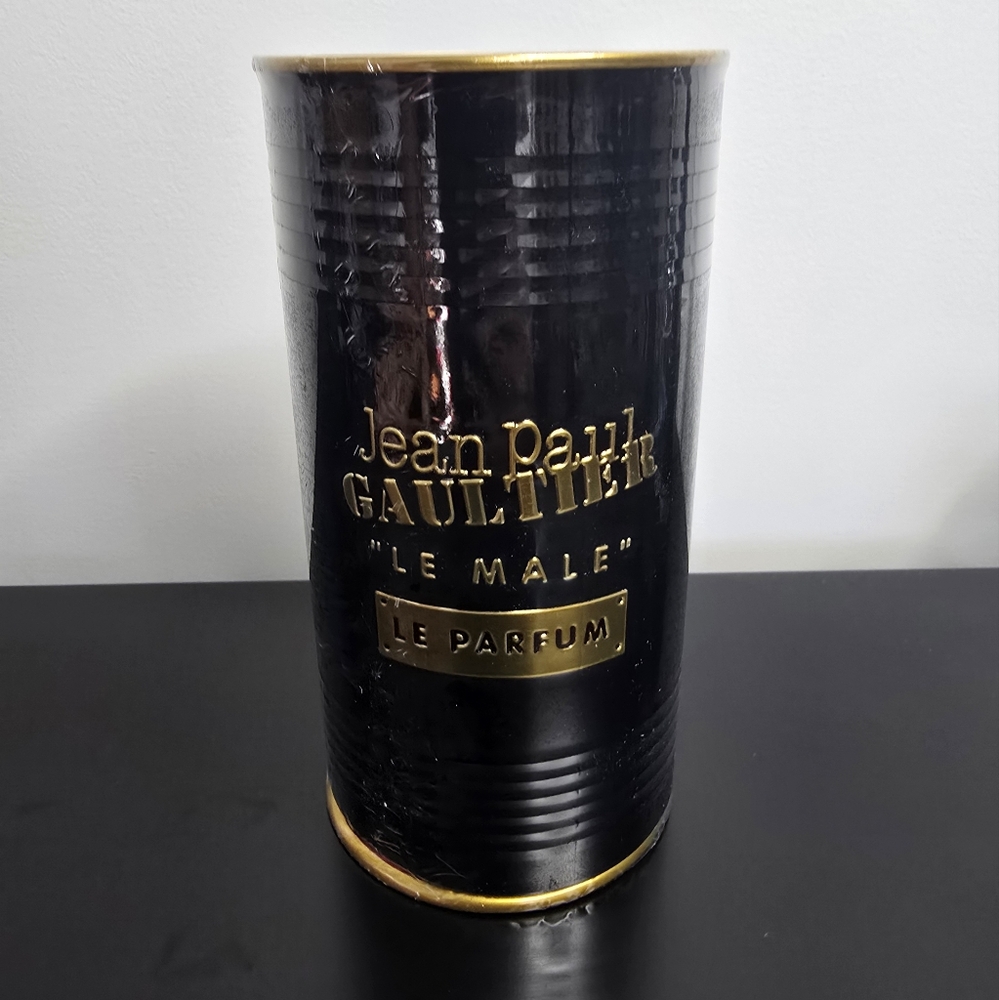 Jean Paul
GAULTIER
"LE MALE"
LE PARFUM